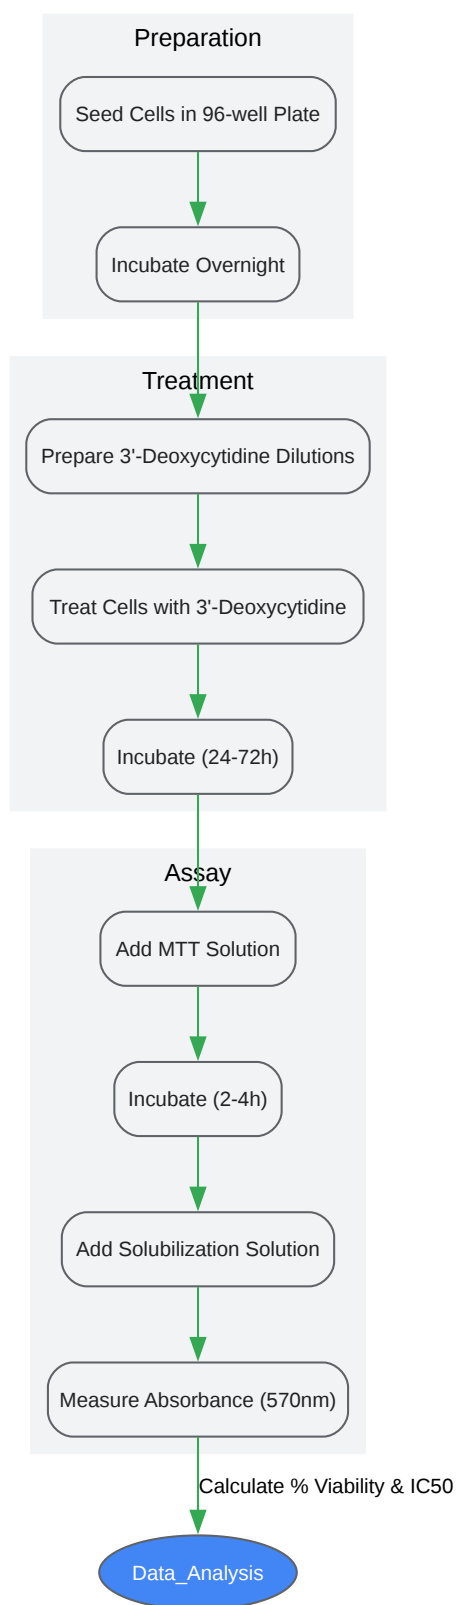 Preparation
Seed Cells in 96-well Plate
Incubate Overnight
Treatment
Prepare 3'-Deoxycytidine Dilutions
Treat Cells with 3'-Deoxycytidine
Incubate (24-72h)
Assay
Add MTT Solution
Incubate (2-4h)
Add Solubilization Solution
Measure Absorbance (570nm)
Calculate % Viability & IC50
Data_Analysis